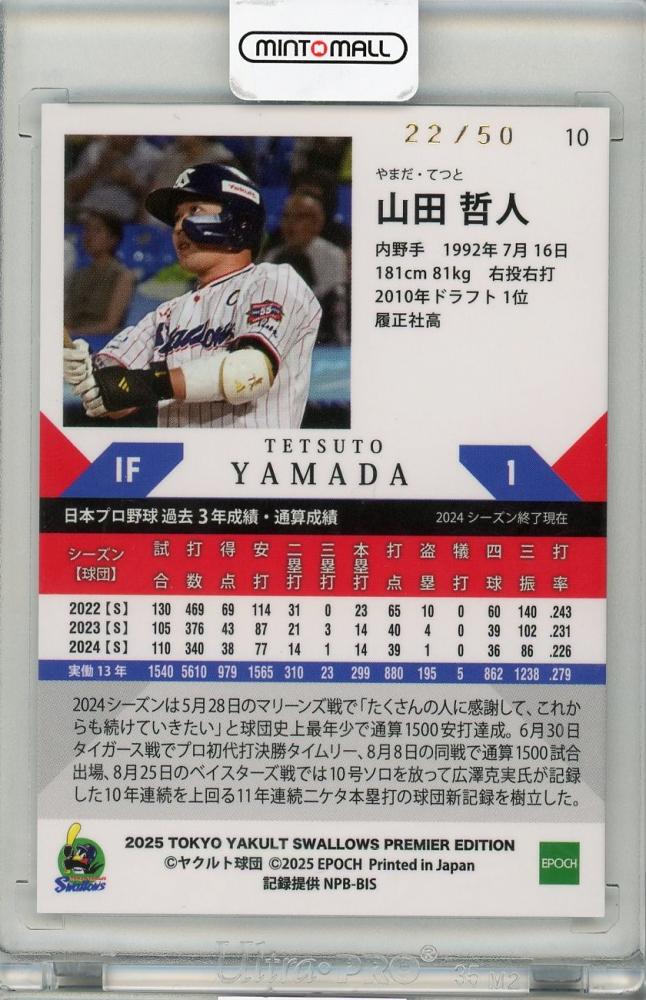 MINTOMALL
22/50
10
やまだ・てつと
山田 哲人
内野手 1992年 7月 16日
181cm 81kg 右投右打
2010年ドラフト 1位
履正社高
Yakult
C
Swallows
TETSUTO
IF YAMADA 1
日本プロ野球 過去 3年成績・通算成績 2024 シーズン終了現在
シーズン【球団】 試合 打数 得点 安打 二塁打 三塁打 本塁打 打点 盗塁 犠打 四球 三振 打率
2022【S】 130 469 69 114 31 0 23 65 10 0 60 140 .243
2023【S】 105 376 43 87 21 3 14 40 4 0 39 102 .231
2024【S】 110 340 38 77 14 1 14 39 1 0 36 86 .226
実働 13 年 1540 5610 979 1565 310 23 299 880 195 5 862 1238 .279
2024シーズンは5月28日のマリーンズ戦で「たくさんの人に感謝して、これか
らも続けていきたい」と球団史上最年少で通算1500安打達成。6月30日
タイガース戦でプロ初代打決勝タイムリー、8月8日の同戦で通算1500試合
出場、8月25日のベイスターズ戦では10号ソロを放って広澤克実氏が記録
した10年連続を上回る11年連続二ケタ本塁打の球団新記録を樹立した。
2025 TOKYO YAKULT SWALLOWS PREMIER EDITION
©ヤクルト球団 ©2025 EPOCH Printed in Japan
記録提供 NPB-BIS
Swallows
EPOCH
Ultra·PRO® 35 M2